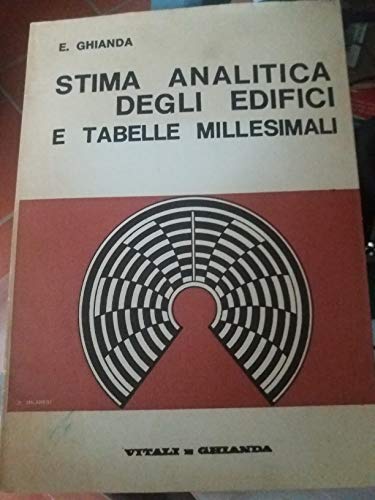 E. GHIANDA
STIMA ANALITICA
DEGLI EDIFICI
E TABELLE MILLESIMALI
VITALI E GHIANDA